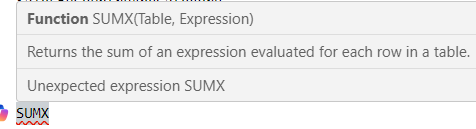 Function SUMX(Table, Expression)
Returns the sum of an expression evaluated for each row in a table.
Unexpected expression SUMX
SUMX